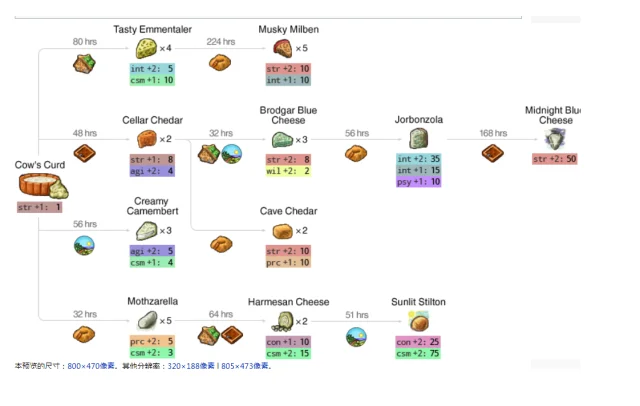 Tasty Emmentaler
Musky Milben
80 hrs
×4
224 hrs
×5
int +2: 5
csm +1: 10
str +2: 10
int +1: 10
Cellar Chedar
Brodgar Blue
Cheese
Jorbonzola
Midnight Blue
Cheese
48 hrs
×2
32 hrs
×3
56 hrs
168 hrs
str +1: 8
agi +2: 4
str +2: 8
wil +2: 2
int +2: 35
int +1: 15
psy +1: 10
str +2: 50
Cow's Curd
str +1: 1
Creamy
Camembert
Cave Chedar
56 hrs
×3
×2
agi +2: 5
csm +1: 4
str +2: 10
prc +1: 10
Mothzarella
Harmesan Cheese
Sunlit Stilton
32 hrs
×5
64 hrs
×2
51 hrs
prc +2: 5
csm +2: 3
con +1: 10
csm +2: 15
con +2: 25
csm +2: 75
本预览的尺寸：800×470像素。其他分辨率：320×188像素 | 805×473像素。